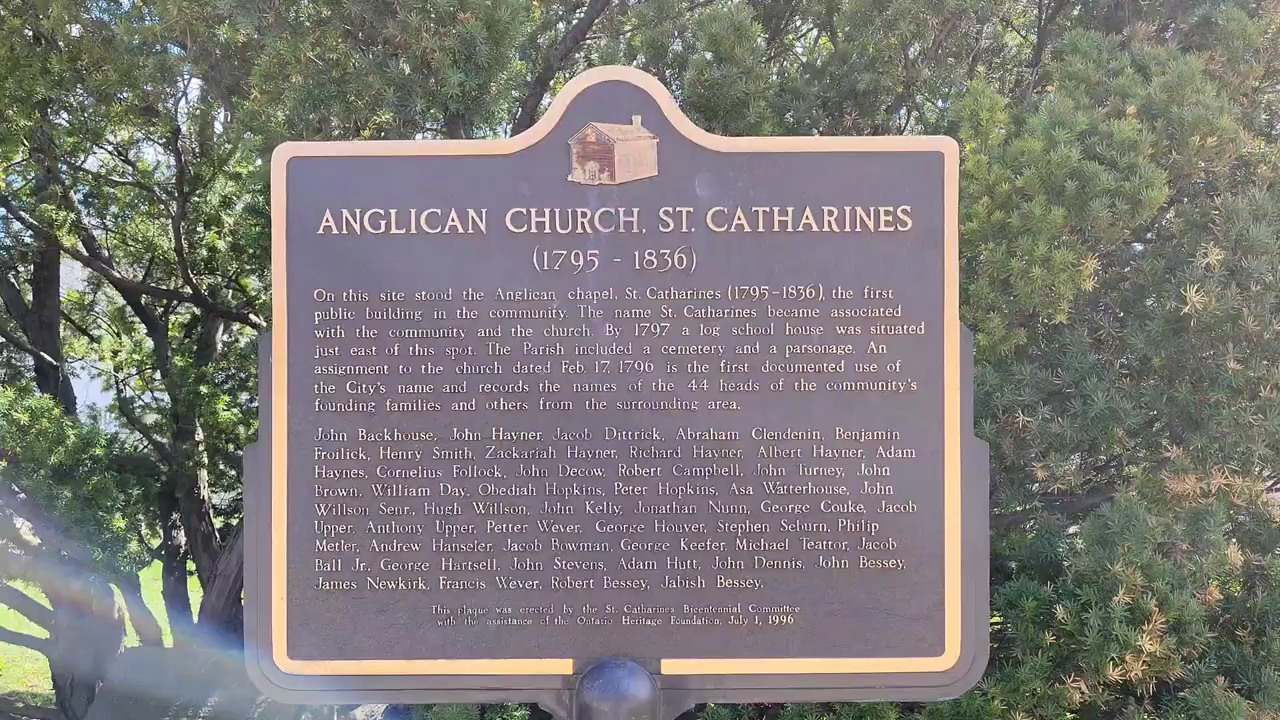 ANGLICAN CHURCH, ST. CATHARINES
(1795 - 1836)
On this site stood the Anglican chapel, St. Catharines (1795-1836), the first
public building in the community. The name St. Catharines became associated
with the community and the church. By 1797 a log school house was situated
just east of this spot. The Parish included a cemetery and a parsonage. An
assignment to the church dated Feb. 17, 1796 is the first documented use of
the City's name and records the names of the 44 heads of the community's
founding families and others from the surrounding area.
John Backhouse, John Hayner, Jacob Dittrick, Abraham Clendenin, Benjamin
Froilick, Henry Smith, Zackariah Hayner, Richard Hayner, Albert Hayner, Adam
Haynes, Cornelius Follock, John Decow, Robert Campbell, John Turney, John
Brown, William Day, Obediah Hopkins, Peter Hopkins, Asa Watterhouse, John
Willson Senr., Hugh Willson, John Kelly, Jonathan Nunn, George Couke, Jacob
Upper, Anthony Upper, Petter Wever, George Houver, Stephen Seburn, Philip
Metler, Andrew Hanseler, Jacob Bowman, George Keefer, Michael Teattor, Jacob
Ball Jr., George Hartsell, John Stevens, Adam Hutt, John Dennis, John Bessey,
James Newkirk, Francis Wever, Robert Bessey, Jabish Bessey.
This plaque was erected by the St. Catharines Bicentennial Committee
with the assistance of the Ontario Heritage Foundation, July 1, 1996